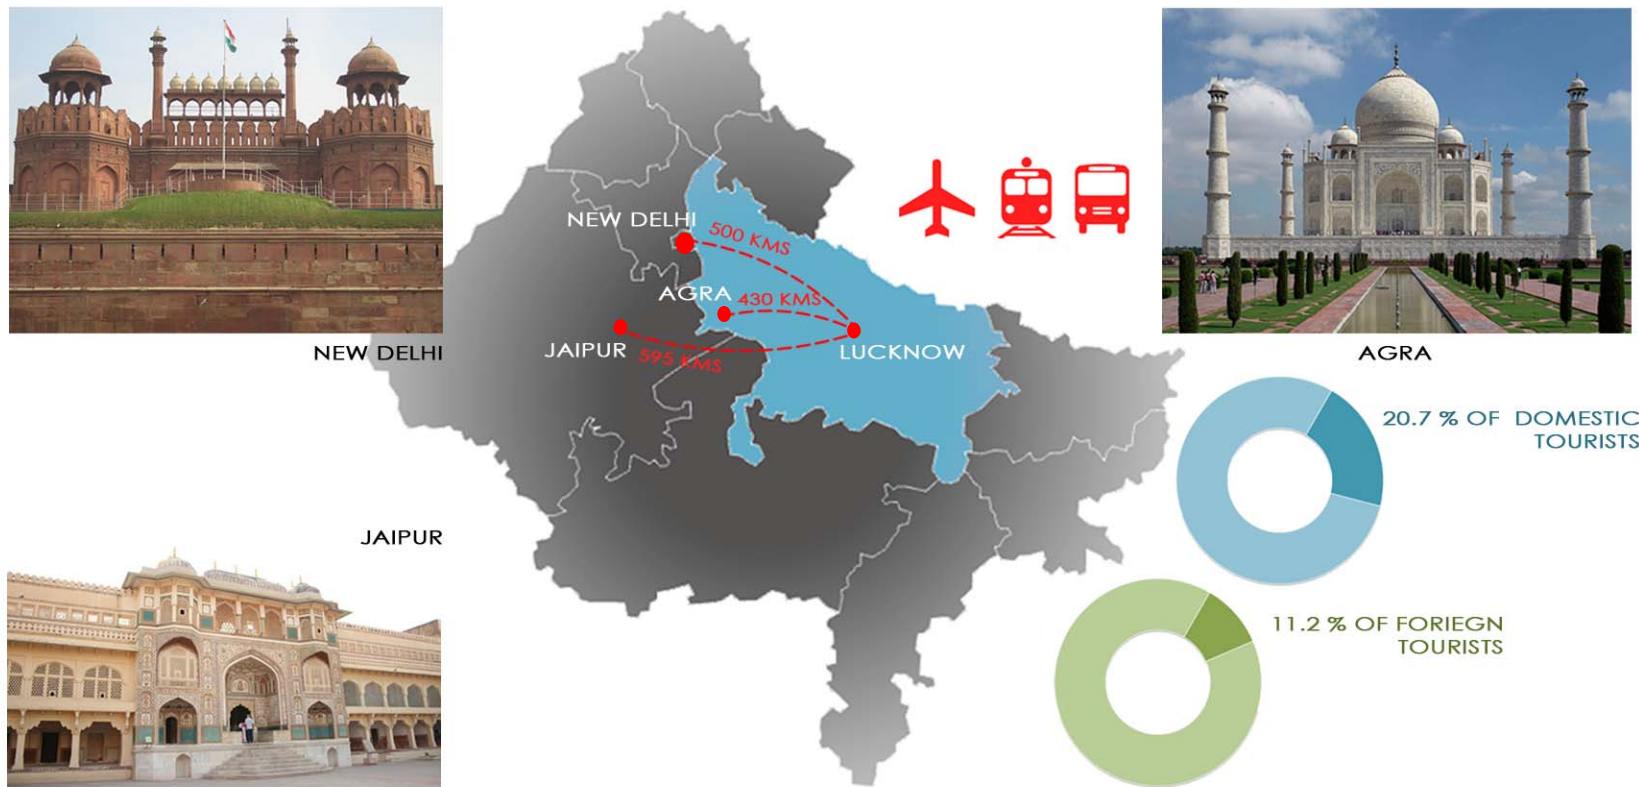 NEW DELHI
AGRA
JAIPUR
NEW DELHI
500 KMS
AGRA
430 KMS
JAIPUR
595 KMS
LUCKNOW
20.7 % OF DOMESTIC
TOURISTS
11.2 % OF FORIEGN
TOURISTS